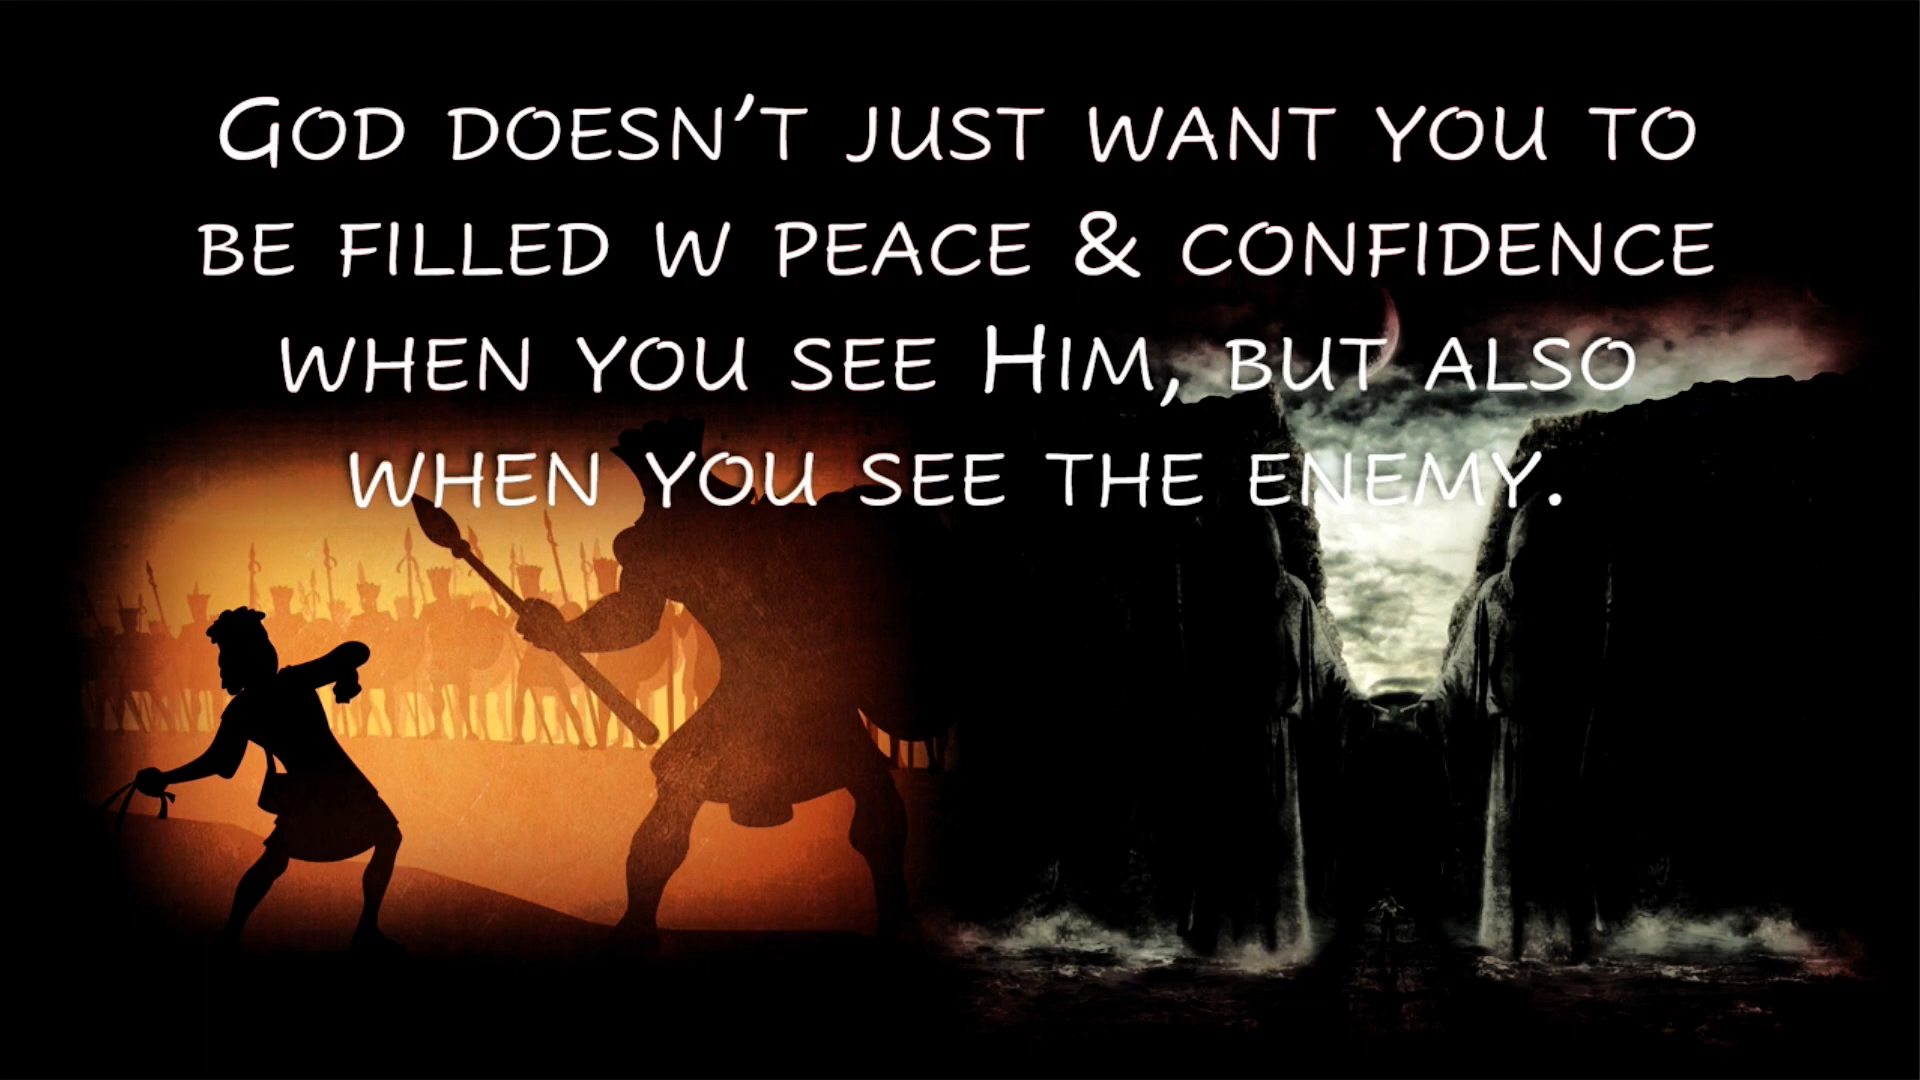 God doesn’t just want you to
be filled w peace & confidence
when you see Him, but also
when you see the enemy.